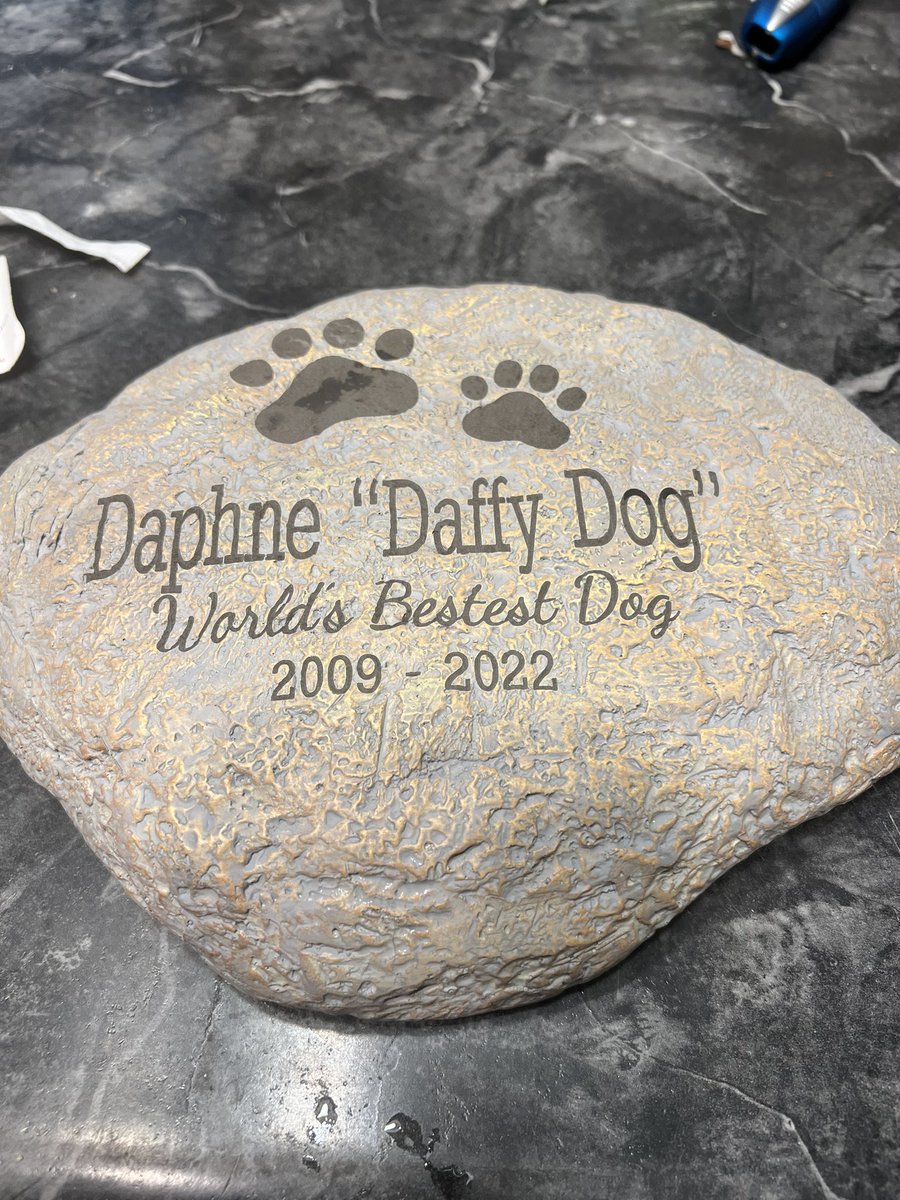 Daphne “Daffy Dog”
World's Bestest Dog
2009 - 2022